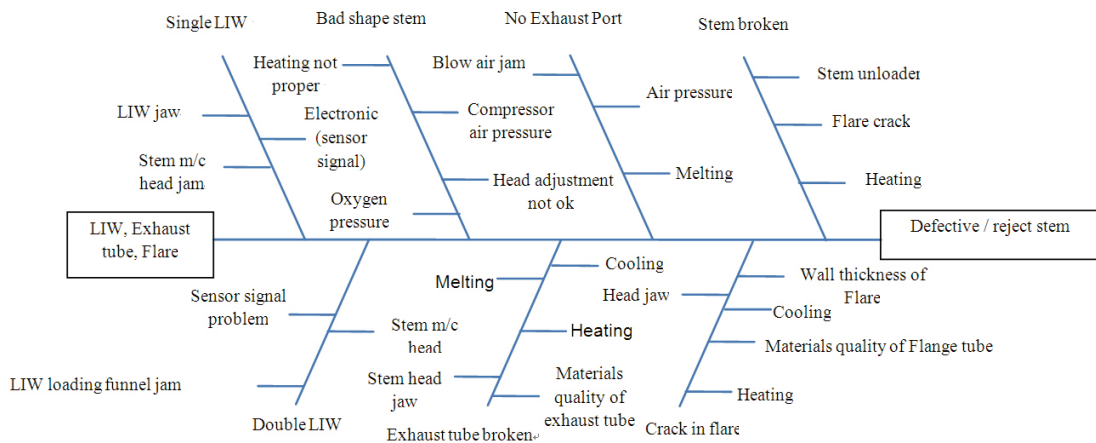 Single LIW
Bad shape stem
No Exhaust Port
Stem broken
Heating not
proper
Blow air jam
Stem unloader
LIW jaw
Electronic
(sensor
signal)
Compressor
air pressure
Air pressure
Flare crack
Stem m/c
head jam
Head adjustment
not ok
Melting
Heating
Oxygen
pressure
LIW, Exhaust
tube, Flare
Defective / reject stem
Sensor signal
problem
Stem m/c
head
LIW loading funnel jam
Double LIW
Melting
Cooling
Heating
Stem head
jaw
Materials
quality of
exhaust tube
Exhaust tube broken
Head jaw
Wall thickness of
Flare
Cooling
Materials quality of Flange tube
Heating
Crack in flare